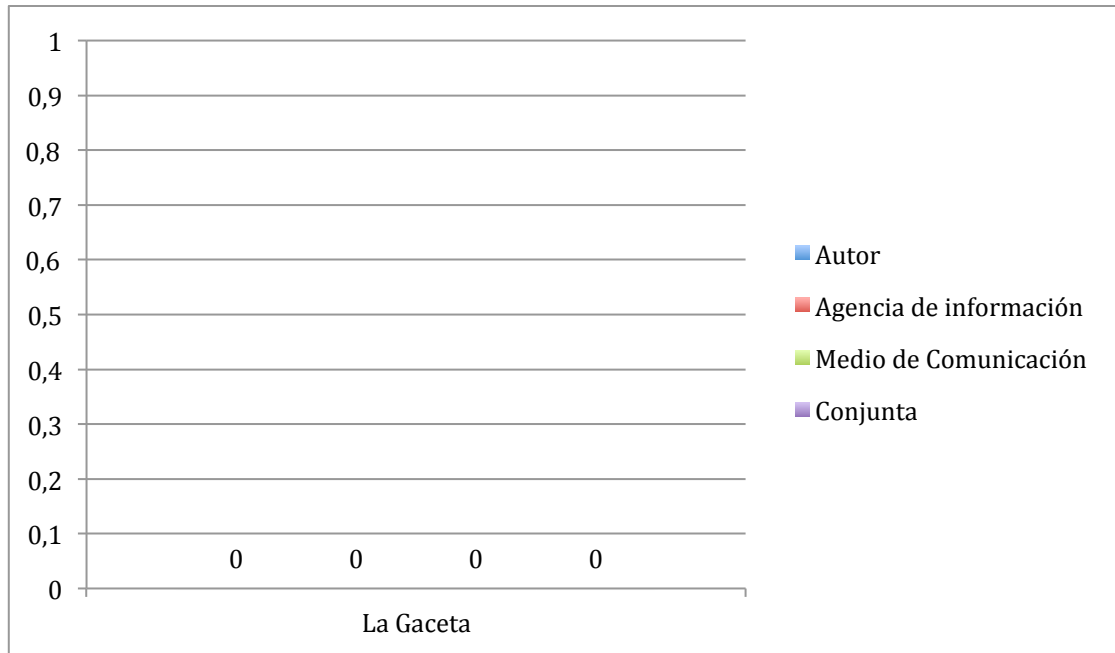 1
0,9
0,8
0,7
0,6
0,5
0,4
0,3
0,2
0,1
0
0 0 0 0
La Gaceta
Autor
Agencia de información
Medio de Comunicación
Conjunta